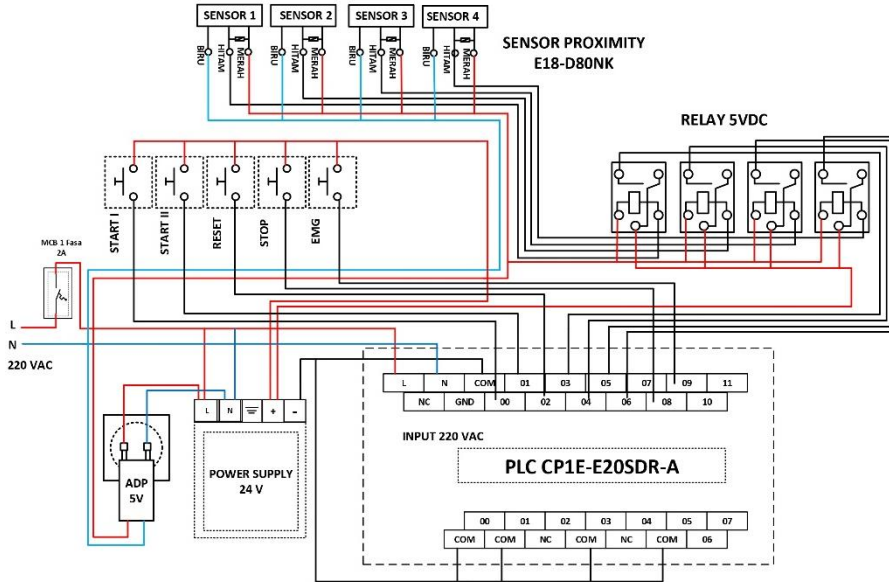 SENSOR 1 SENSOR 2 SENSOR 3 SENSOR 4
BIRU HITAM MERAH BIRU HITAM MERAH BIRU HITAM MERAH BIRU HITAM MERAH
SENSOR PROXIMITY
E18-D80NK
RELAY 5VDC
START I START II RESET STOP EMG
MCB 1 Fasa
2A
L
N
220 VAC
L N COM 01 03 05 07 09 11
NC GND 00 02 04 06 08 10
INPUT 220 VAC
PLC CP1E-E20SDR-A
L N + -
POWER SUPPLY
24 V
ADP
5V
00 01 02 03 04 05 07
COM COM NC COM NC COM 06